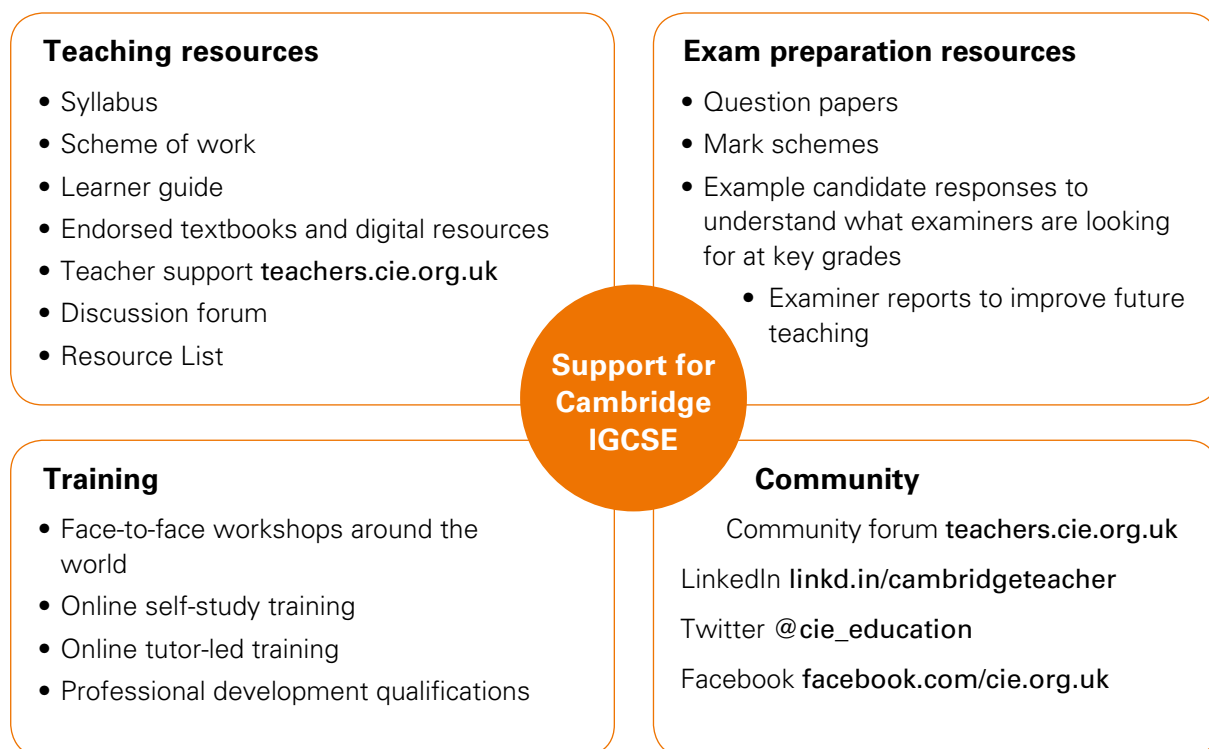 Teaching resources
• Syllabus
• Scheme of work
• Learner guide
• Endorsed textbooks and digital resources
• Teacher support teachers.cie.org.uk
• Discussion forum
• Resource List
Exam preparation resources
• Question papers
• Mark schemes
• Example candidate responses to
understand what examiners are looking
for at key grades
• Examiner reports to improve future
teaching
Support for
Cambridge
IGCSE
Training
• Face-to-face workshops around the
world
• Online self-study training
• Online tutor-led training
• Professional development qualifications
Community
Community forum teachers.cie.org.uk
LinkedIn linkd.in/cambridgeteacher
Twitter @cie_education
Facebook facebook.com/cie.org.uk